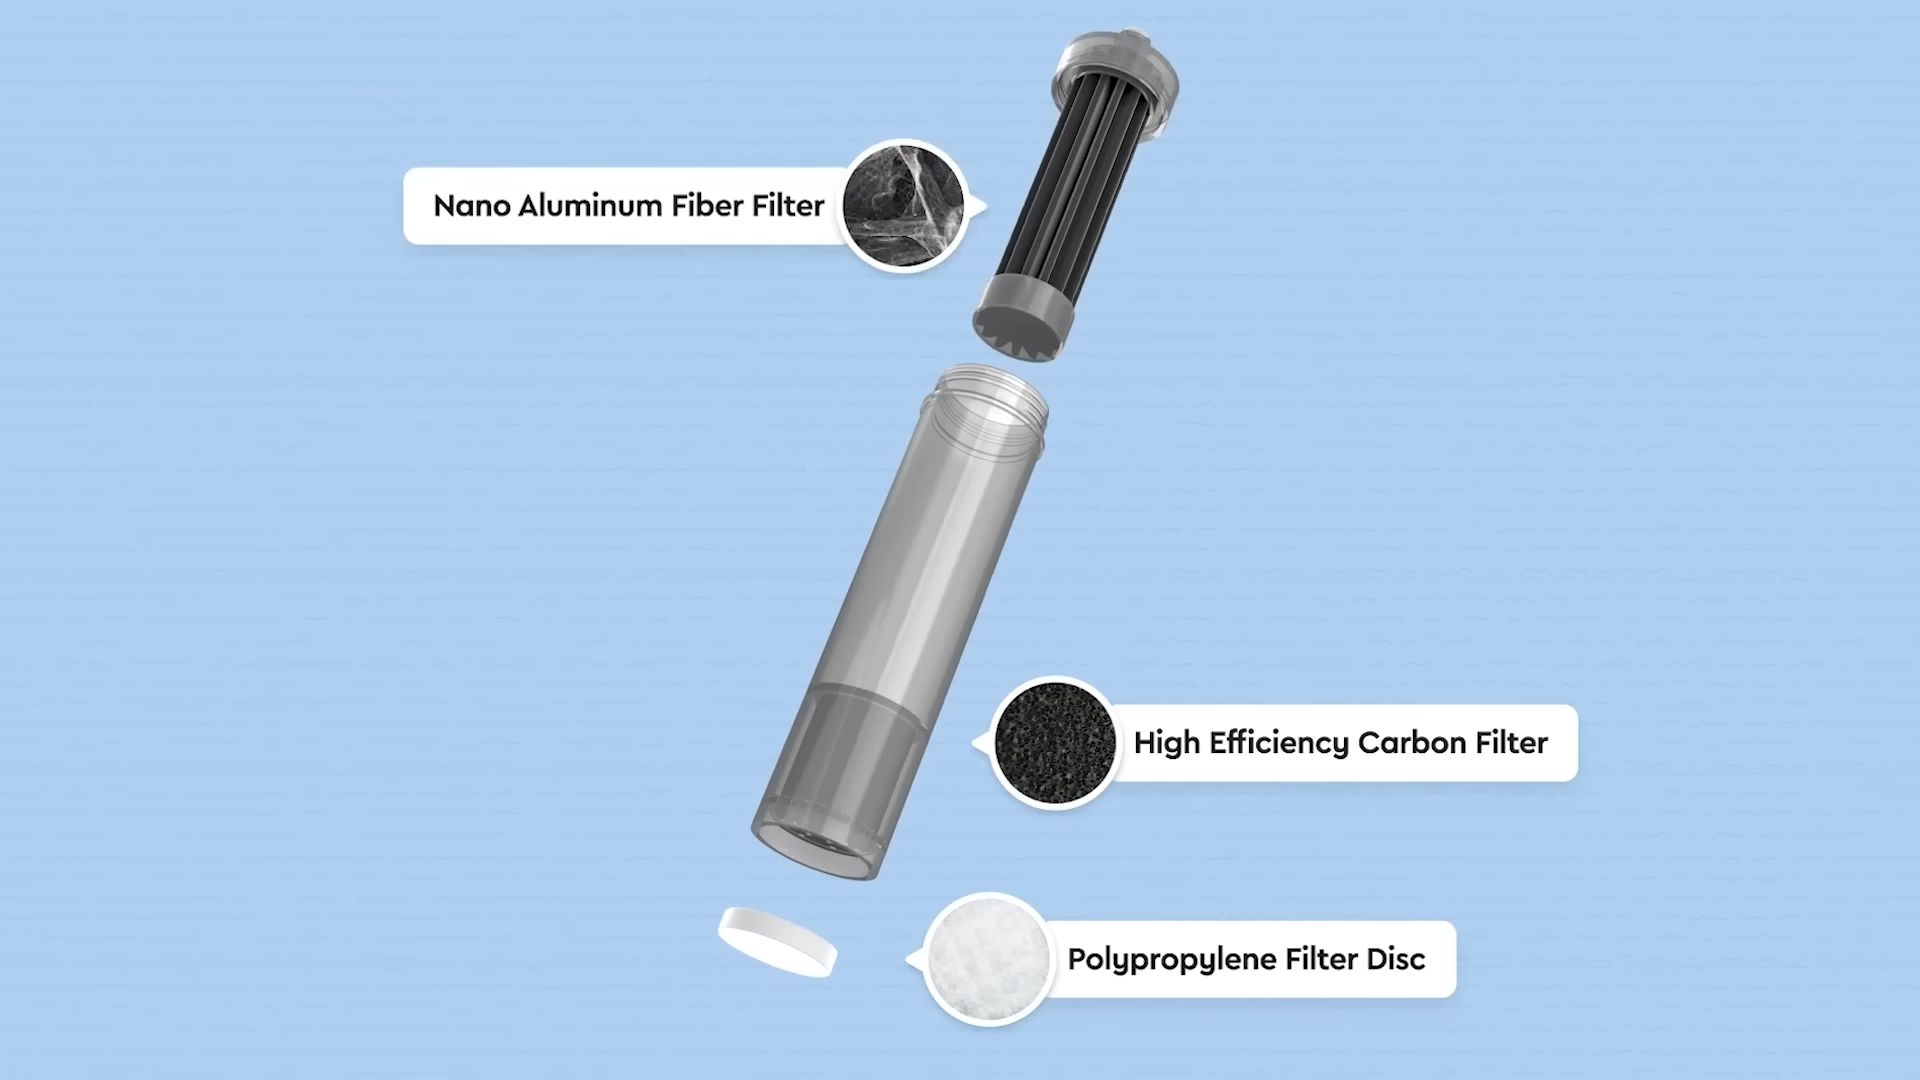 Nano Aluminum Fiber Filter
High Efficiency Carbon Filter
Polypropylene Filter Disc